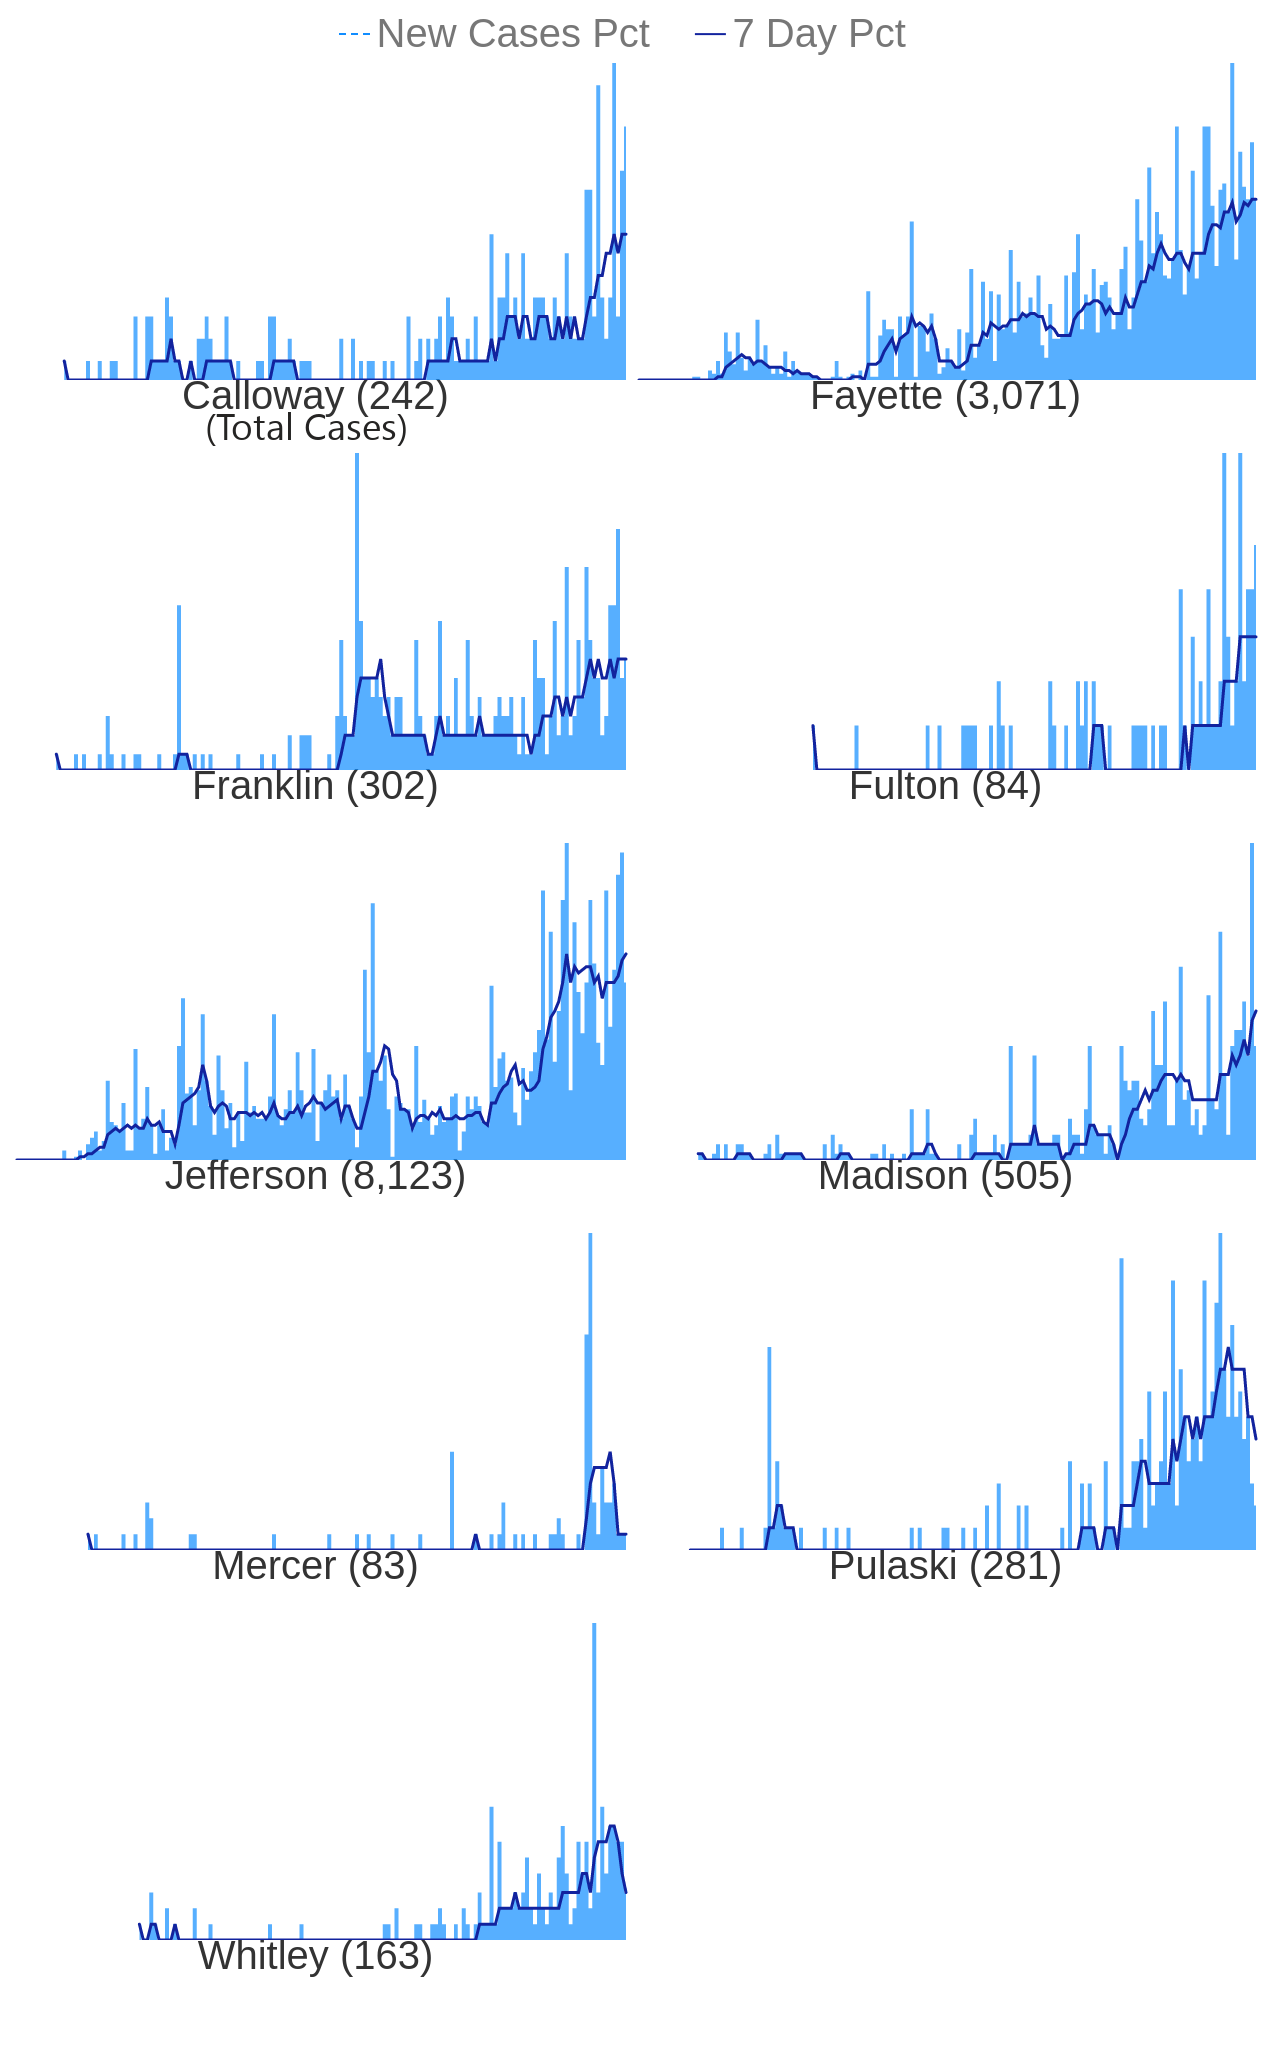 New Cases Pct 7 Day Pct
Calloway (242) Fayette (3,071)
(Total Cases)
Franklin (302) Fulton (84)
Jefferson (8,123) Madison (505)
Mercer (83) Pulaski (281)
Whitley (163)